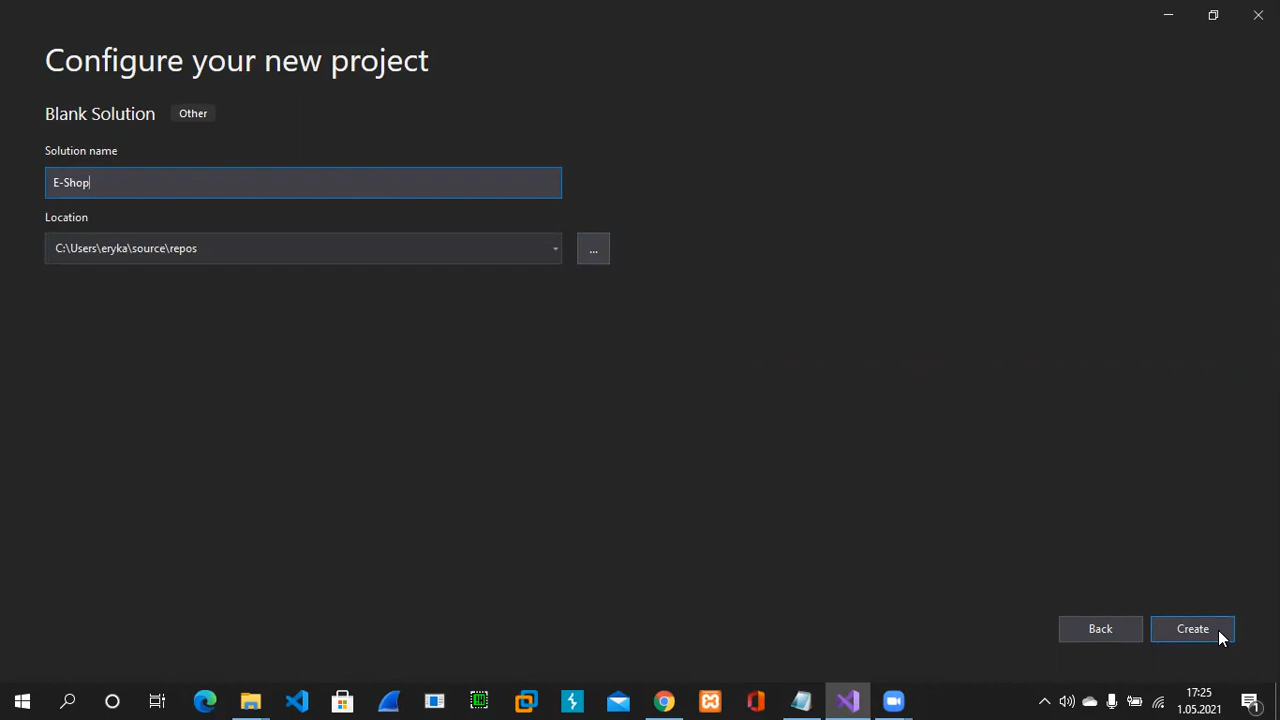 Configure your new project
Blank Solution Other
Solution name
E-Shop
Location
C:\Users\eryka\source\repos
...
Back Create
17:25
1.05.2021
1